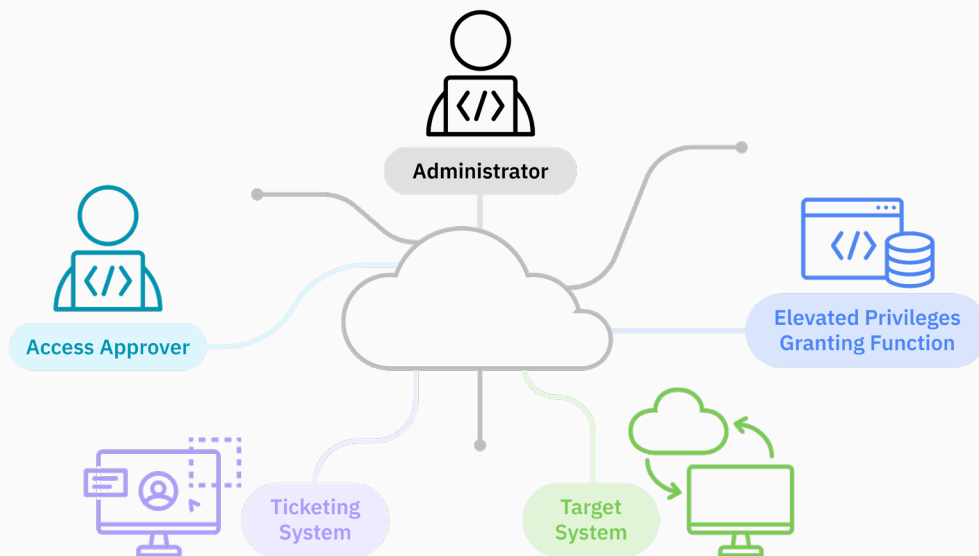 </>
Administrator
</>
</>
Access Approver
Elevated Privileges
Granting Function
Ticketing
System
Target
System